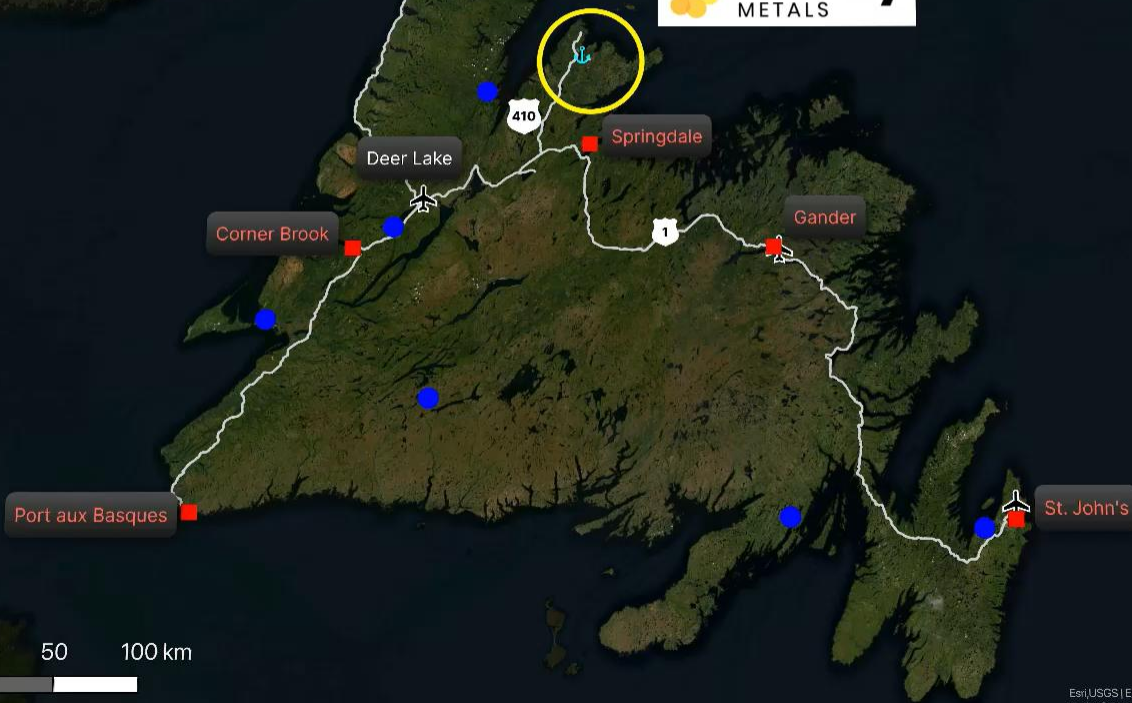 METALS
410
Springdale
Deer Lake
Gander
Corner Brook
1
Port aux Basques
St. John's
50 100 km
Esri,USGS | E